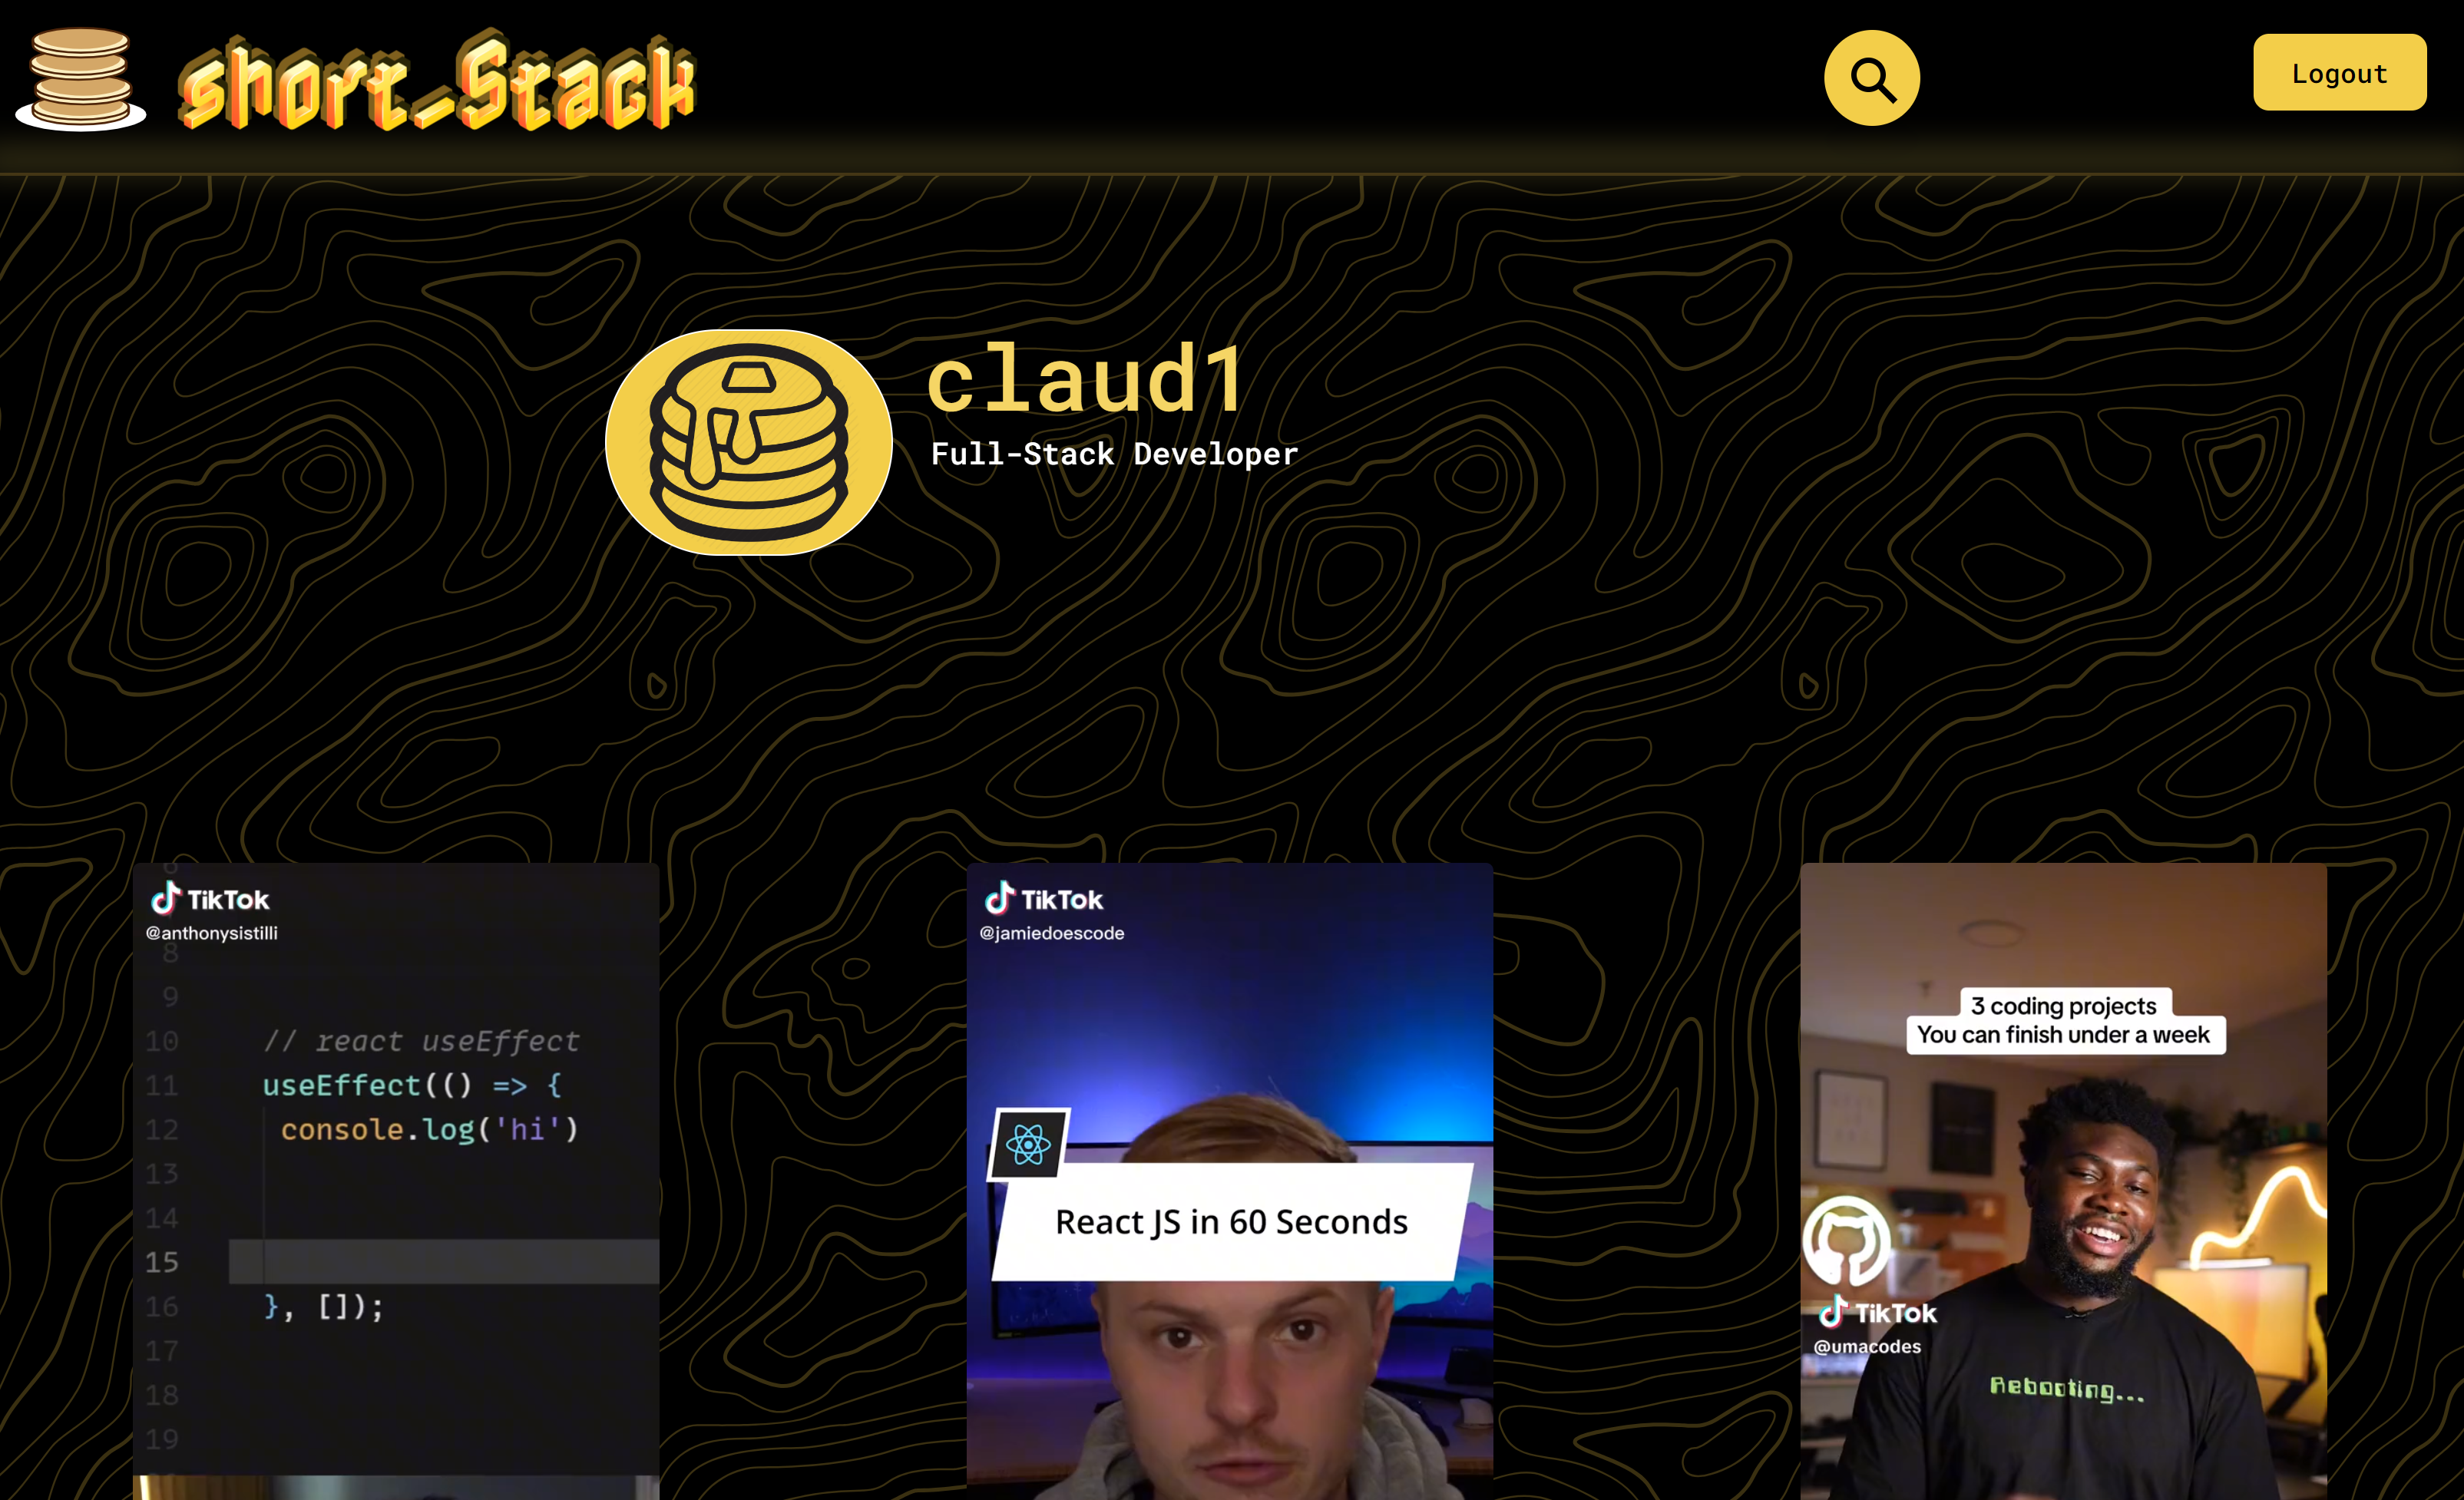 short_Stack
Logout
claud1
Full-Stack Developer
TikTok
@anthonysistilli
8
9
10 // react useEffect
11 useEffect(() => {
12 console.log('hi')
13
14
15
16 }, []);
17
18
19
TikTok
@jamiedoescode
React JS in 60 Seconds
3 coding projects
You can finish under a week
TikTok
@umacodes
Rebooting...